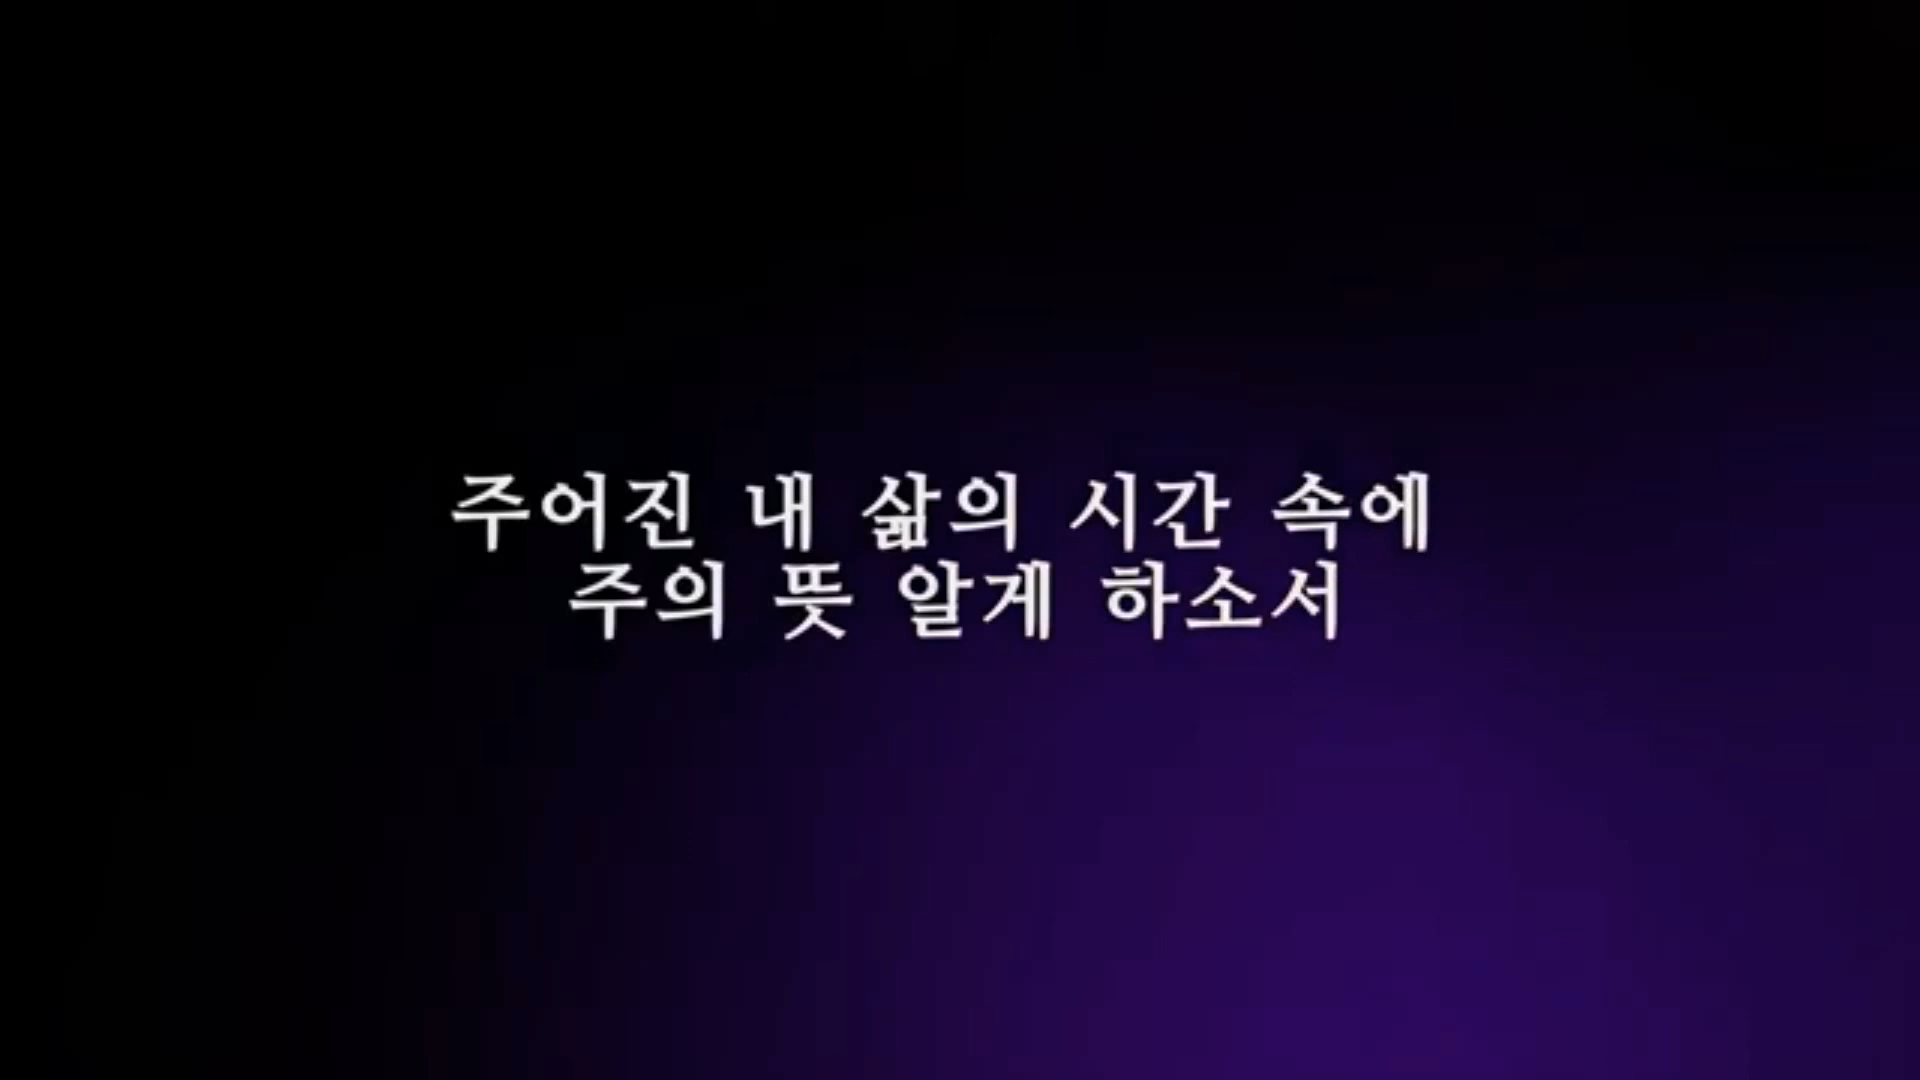 주어진 내 삶의 시간 속에
주의 뜻 알게 하소서